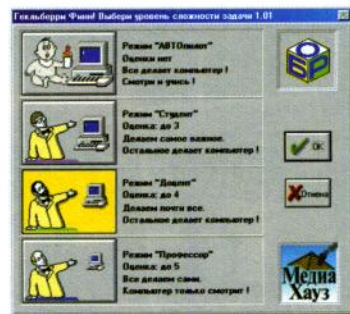 Гекльберри Финн! Выбери уровень сложности задачи 1.01
Режим "АВТОпилот"
Оценки нет
Все делает компьютер !
Смотри и учись !
Режим "Студент"
Оценка: до 3
Делаем самое важное.
Остальное делает компьютер !
Режим "Доцент"
Оценка: до 4
Делаем почти все.
Остальное делает компьютер !
Режим "Профессор"
Оценка: до 5
Все делаем сами.
Компьютер только смотрит !
ОК
Отмена
Медиа
Хауз